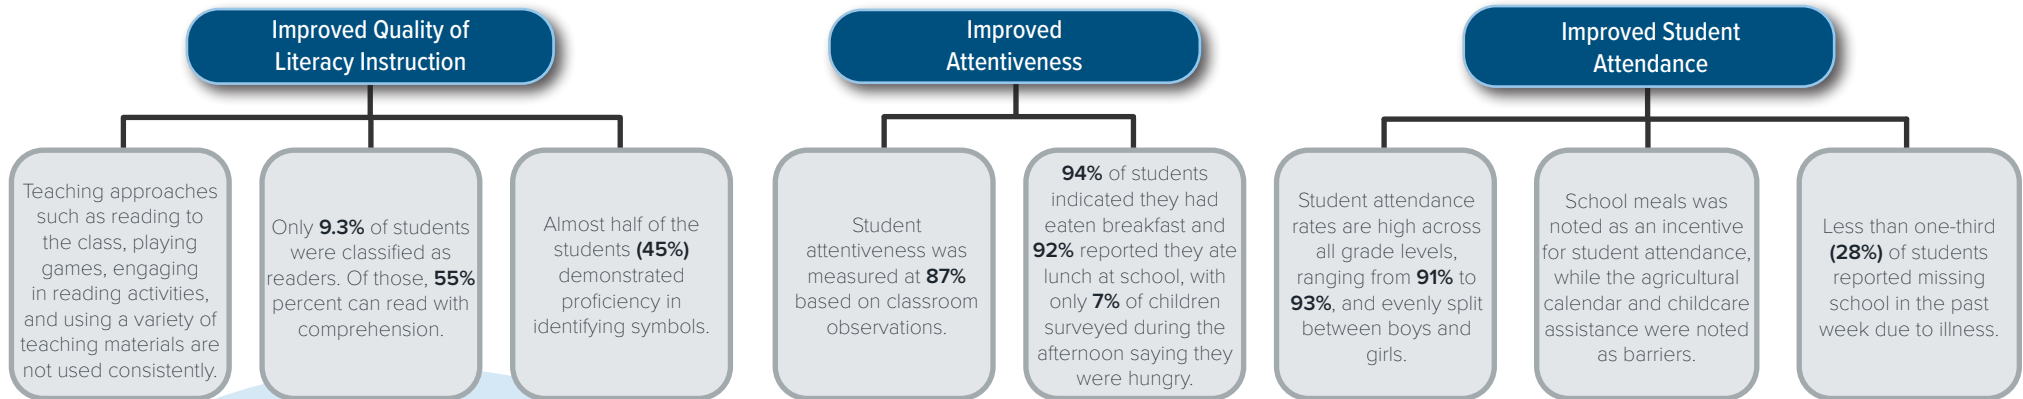 Improved Quality of
Literacy Instruction
Teaching approaches
such as reading to
the class, playing
games, engaging
in reading activities,
and using a variety of
teaching materials are
not used consistently.
Only 9.3% of students
were classified as
readers. Of those, 55%
percent can read with
comprehension.
Almost half of the
students (45%)
demonstrated
proficiency in
identifying symbols.
Improved
Attentiveness
Student
attentiveness was
measured at 87%
based on classroom
observations.
94% of students
indicated they had
eaten breakfast and
92% reported they ate
lunch at school, with
only 7% of children
surveyed during the
afternoon saying they
were hungry.
Improved Student
Attendance
Student attendance
rates are high across
all grade levels,
ranging from 91% to
93%, and evenly split
between boys and
girls.
School meals was
noted as an incentive
for student attendance,
while the agricultural
calendar and childcare
assistance were noted
as barriers.
Less than one-third
(28%) of students
reported missing
school in the past
week due to illness.